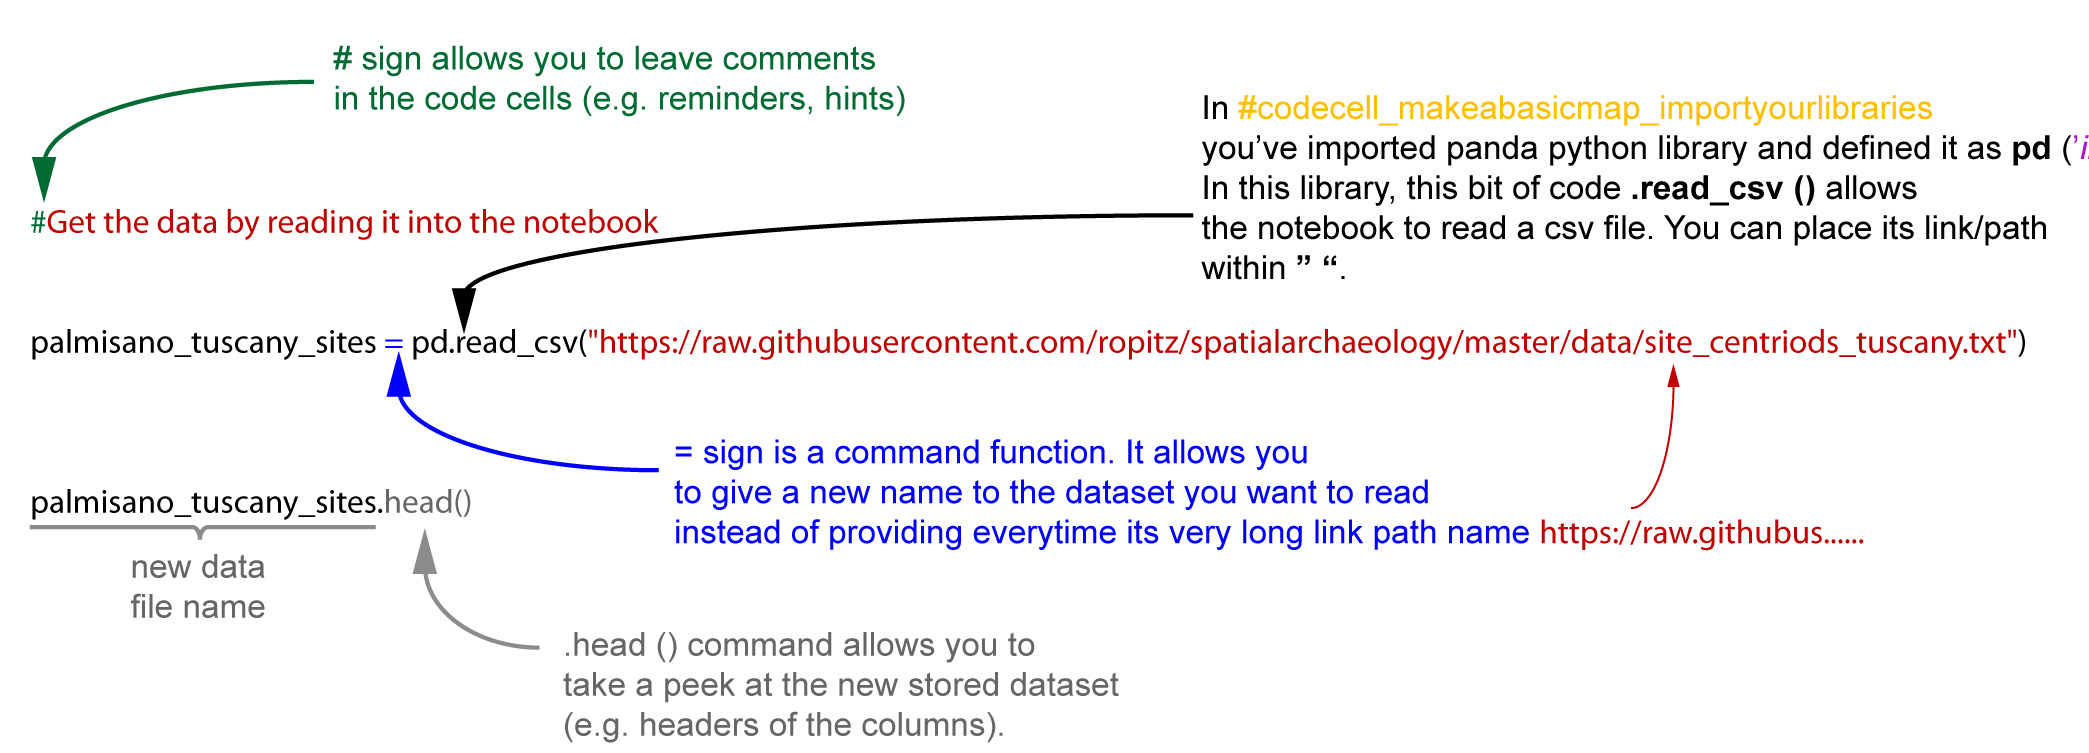 # sign allows you to leave comments
in the code cells (e.g. reminders, hints)
In #codecell_makeabasicmap_importyourlibraries
you’ve imported panda python library and defined it as pd (’i
In this library, this bit of code .read_csv () allows
the notebook to read a csv file. You can place its link/path
within ” “.
#Get the data by reading it into the notebook
palmisano_tuscany_sites = pd.read_csv("https://raw.githubusercontent.com/ropitz/spatialarchaeology/master/data/site_centriods_tuscany.txt")
= sign is a command function. It allows you
to give a new name to the dataset you want to read
instead of providing everytime its very long link path name https://raw.githubus......
palmisano_tuscany_sites.head()
new data
file name
.head () command allows you to
take a peek at the new stored dataset
(e.g. headers of the columns).